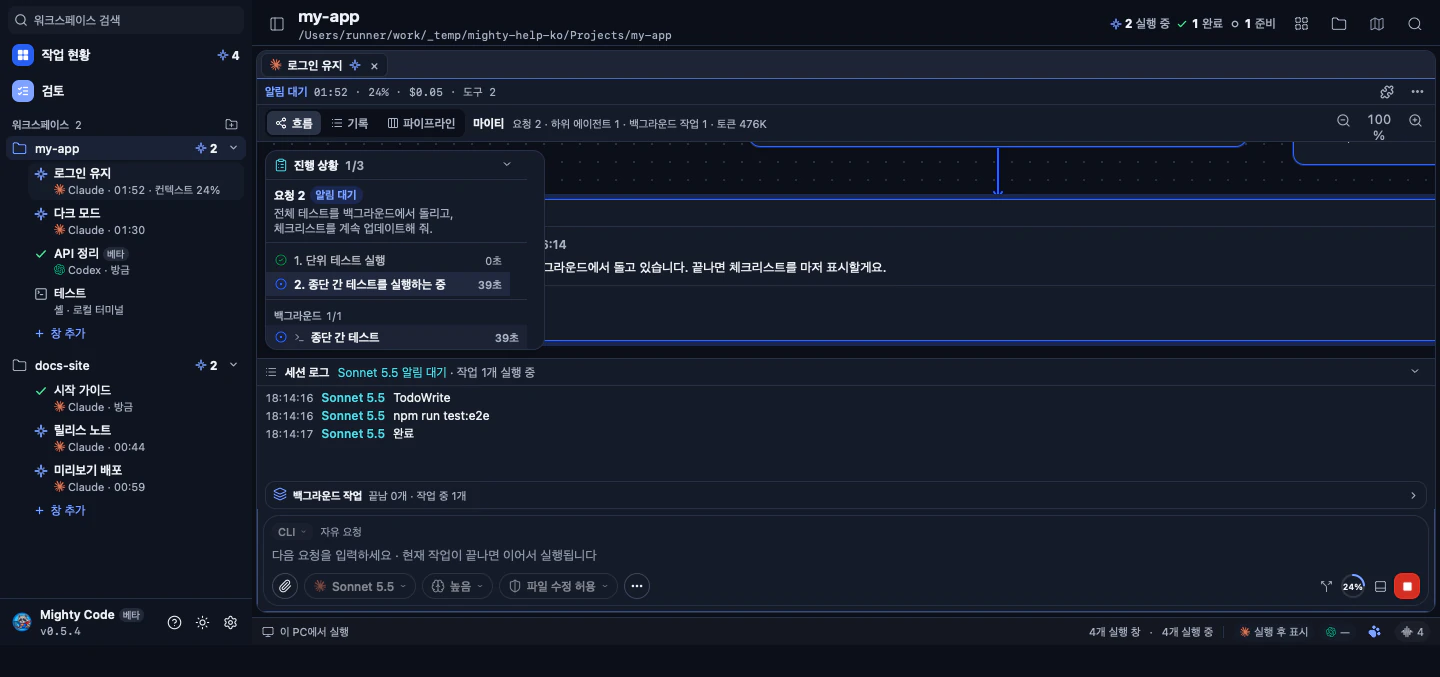 워크스페이스 검색
작업 현황 4
검토
워크스페이스 2
my-app 2
로그인 유지
Claude · 01:52 · 컨텍스트 24%
다크 모드
Claude · 01:30
API 정리 베타
Codex · 방금
테스트
셸 · 로컬 터미널
+ 창 추가
docs-site 2
시작 가이드
Claude · 방금
릴리스 노트
Claude · 00:44
미리보기 배포
Claude · 00:59
+ 창 추가
Mighty Code 베타
v0.5.4
my-app
/Users/runner/work/_temp/mighty-help-ko/Projects/my-app
2 실행 중 1 완료 1 준비
로그인 유지
알림 대기 01:52 · 24% · $0.05 · 도구 2
흐름 기록 파이프라인 마이티 요청 2 · 하위 에이전트 1 · 백그라운드 작업 1 · 토큰 476K
100
%
진행 상황 1/3
요청 2 알림 대기
전체 테스트를 백그라운드에서 돌리고,
체크리스트를 계속 업데이트해 줘.
1. 단위 테스트 실행 0초
2. 종단 간 테스트를 실행하는 중 39초
백그라운드 1/1
종단 간 테스트 39초
:14
그라운드에서 돌고 있습니다. 끝나면 체크리스트를 마저 표시할게요.
세션 로그 Sonnet 5.5 알림 대기 · 작업 1개 실행 중
18:14:16 Sonnet 5.5 TodoWrite
18:14:16 Sonnet 5.5 npm run test:e2e
18:14:17 Sonnet 5.5 완료
백그라운드 작업 끝남 0개 · 작업 중 1개
CLI 자유 요청
다음 요청을 입력하세요 · 현재 작업이 끝나면 이어서 실행됩니다
Sonnet 5.5 높음 파일 수정 허용
24%
이 PC에서 실행
4개 실행 창 · 4개 실행 중 실행 후 표시 — 4